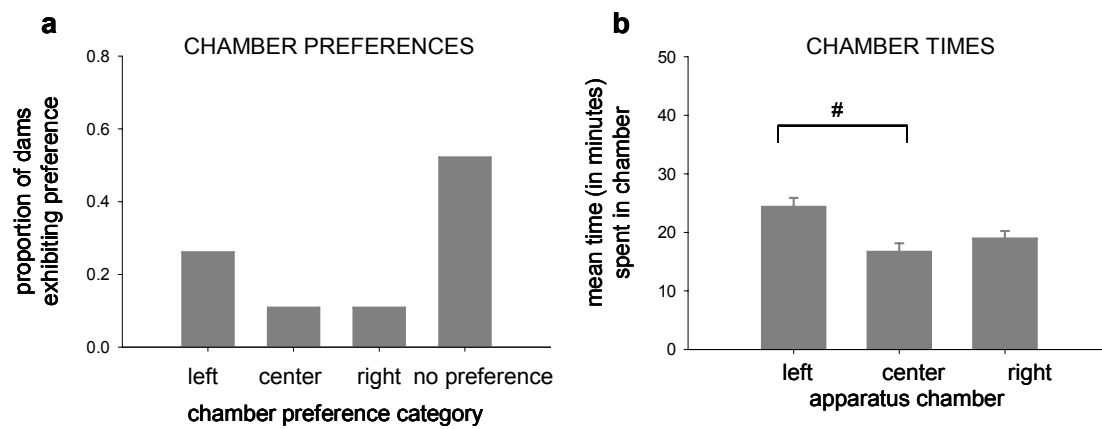 a
CHAMBER PREFERENCES
0.8
0.6
0.4
0.2
0.0
proportion of dams
exhibiting preference
left center right no preference
chamber preference category
b
CHAMBER TIMES
50
40
30
20
10
0
mean time (in minutes)
spent in chamber
#
left center right
apparatus chamber